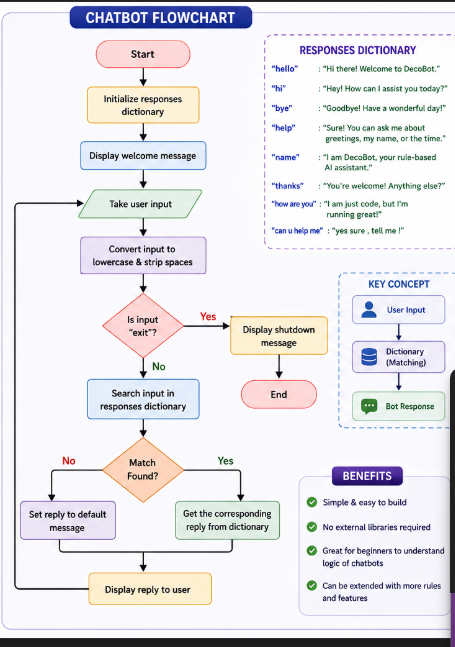 CHATBOT FLOWCHART
Start
Initialize responses
dictionary
Display welcome message
Take user input
Convert input to
lowercase & strip spaces
Is input
"exit"?
Yes
No
Display shutdown
message
End
Search input in
responses dictionary
Match
Found?
No
Yes
Set reply to default
message
Get the corresponding
reply from dictionary
Display reply to user
RESPONSES DICTIONARY
"hello" : "Hi there! Welcome to DecoBot."
"hi" : "Hey! How can I assist you today?"
"bye" : "Goodbye! Have a wonderful day!"
"help" : "Sure! You can ask me about
greetings, my name, or the time."
"name" : "I am DecoBot, your rule-based
AI assistant."
"thanks" : "You're welcome! Anything else?"
"how are you" : "I am just code, but I'm
running great!"
"can u help me" : "yes sure , tell me !"
KEY CONCEPT
User Input
Dictionary
(Matching)
Bot Response
BENEFITS
Simple & easy to build
No external libraries required
Great for beginners to understand
logic of chatbots
Can be extended with more rules
and features